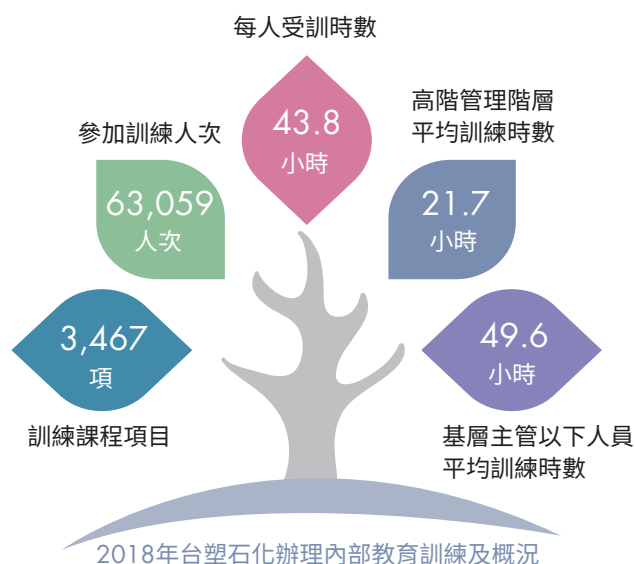 每人受訓時數
43.8
小時
參加訓練人次
63,059
人次
高階管理階層
平均訓練時數
21.7
小時
3,467
項
訓練課程項目
49.6
小時
基層主管以下人員
平均訓練時數
2018年台塑石化辦理內部教育訓練及概況